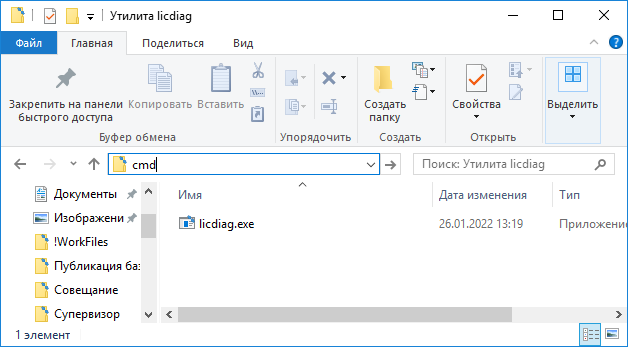 Утилита licdiag
Файл Главная Поделиться Вид
Закрепить на панели
быстрого доступа
Копировать
Вставить
Создать
папку
Свойства
Выделить
Буфер обмена
Упорядочить
Создать
Открыть
cmd
Поиск: Утилита licdiag
Документы
Изображени
!WorkFiles
Публикация баз
Совещание
Супервизор
Имя
Дата изменения
Тип
licdiag.exe
26.01.2022 13:19
Приложение
1 элемент